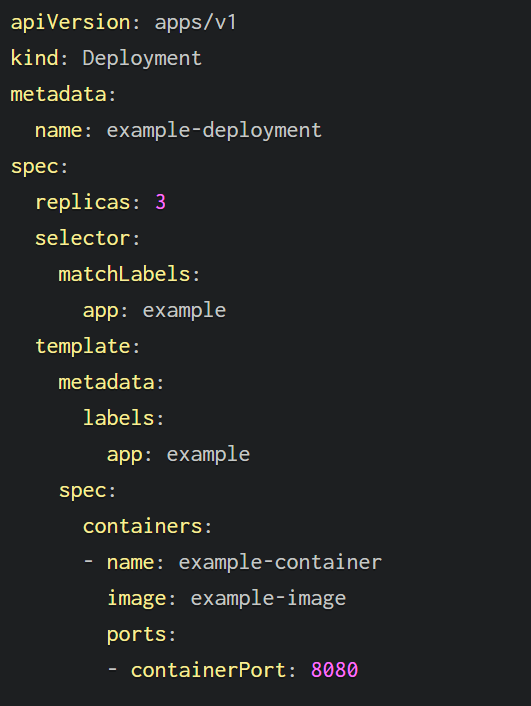 apiVersion: apps/v1
kind: Deployment
metadata:
  name: example-deployment
spec:
  replicas: 3
  selector:
    matchLabels:
      app: example
  template:
    metadata:
      labels:
        app: example
    spec:
      containers:
      - name: example-container
        image: example-image
        ports:
        - containerPort: 8080